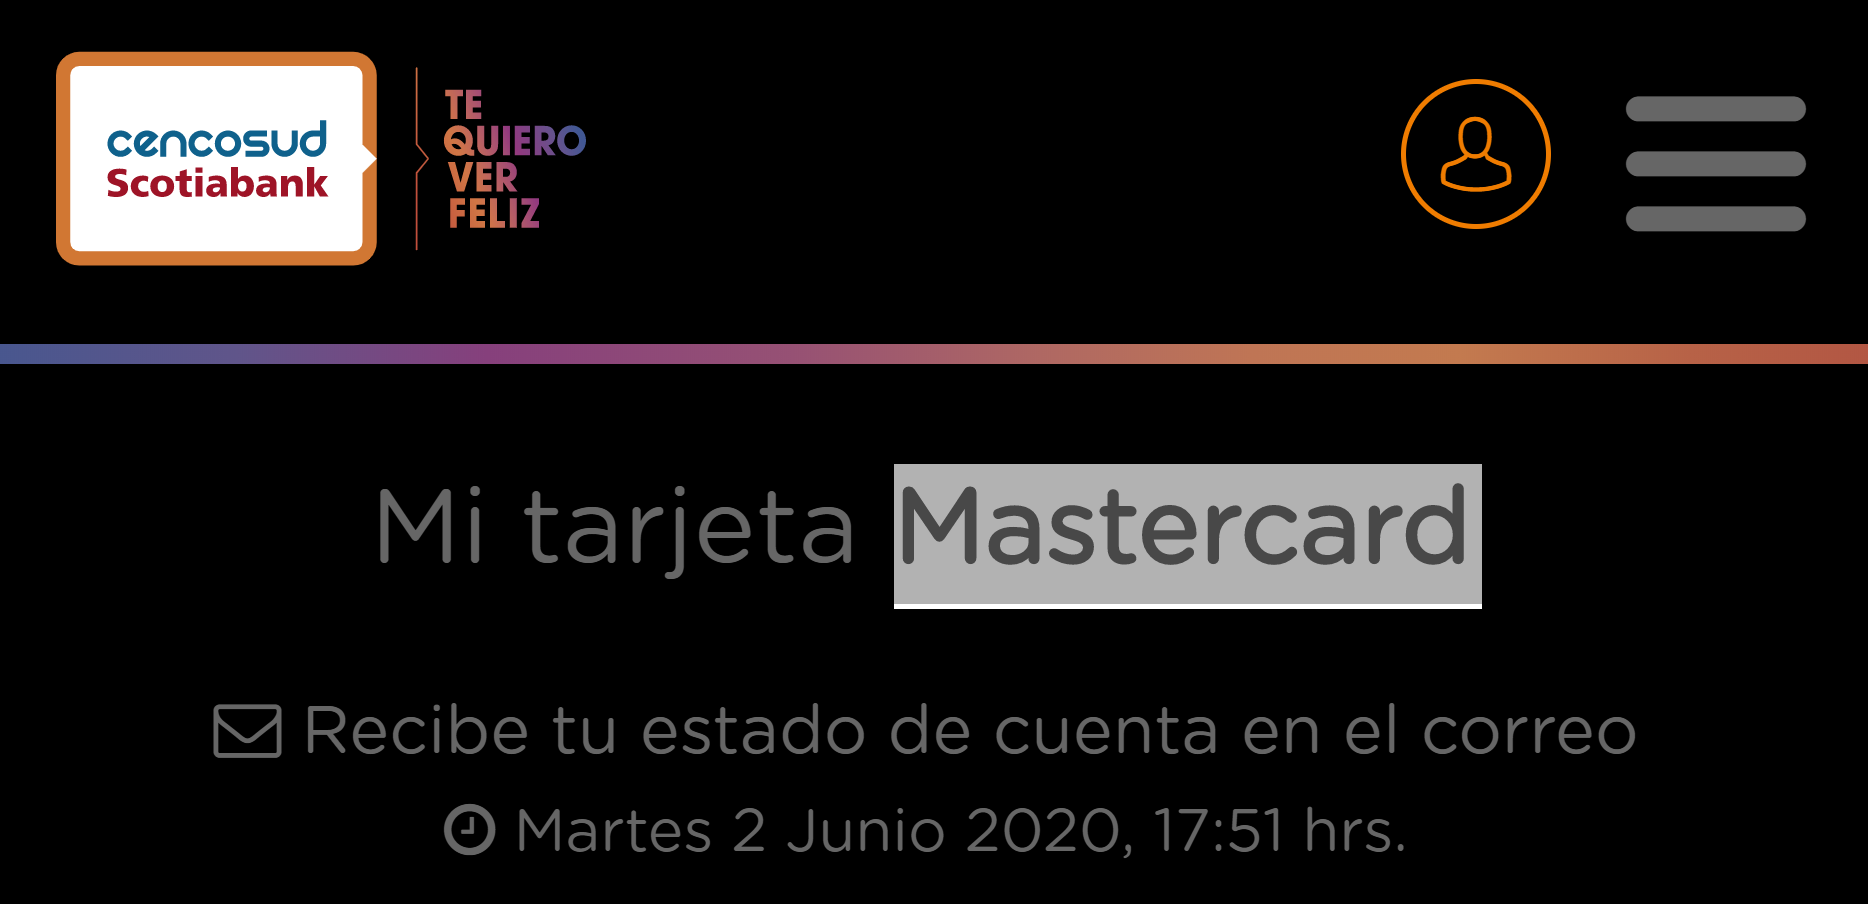 cencosud
Scotiabank
TE
QUIERO
VER
FELIZ
Mi tarjeta Mastercard
Recibe tu estado de cuenta en el correo
Martes 2 Junio 2020, 17:51 hrs.